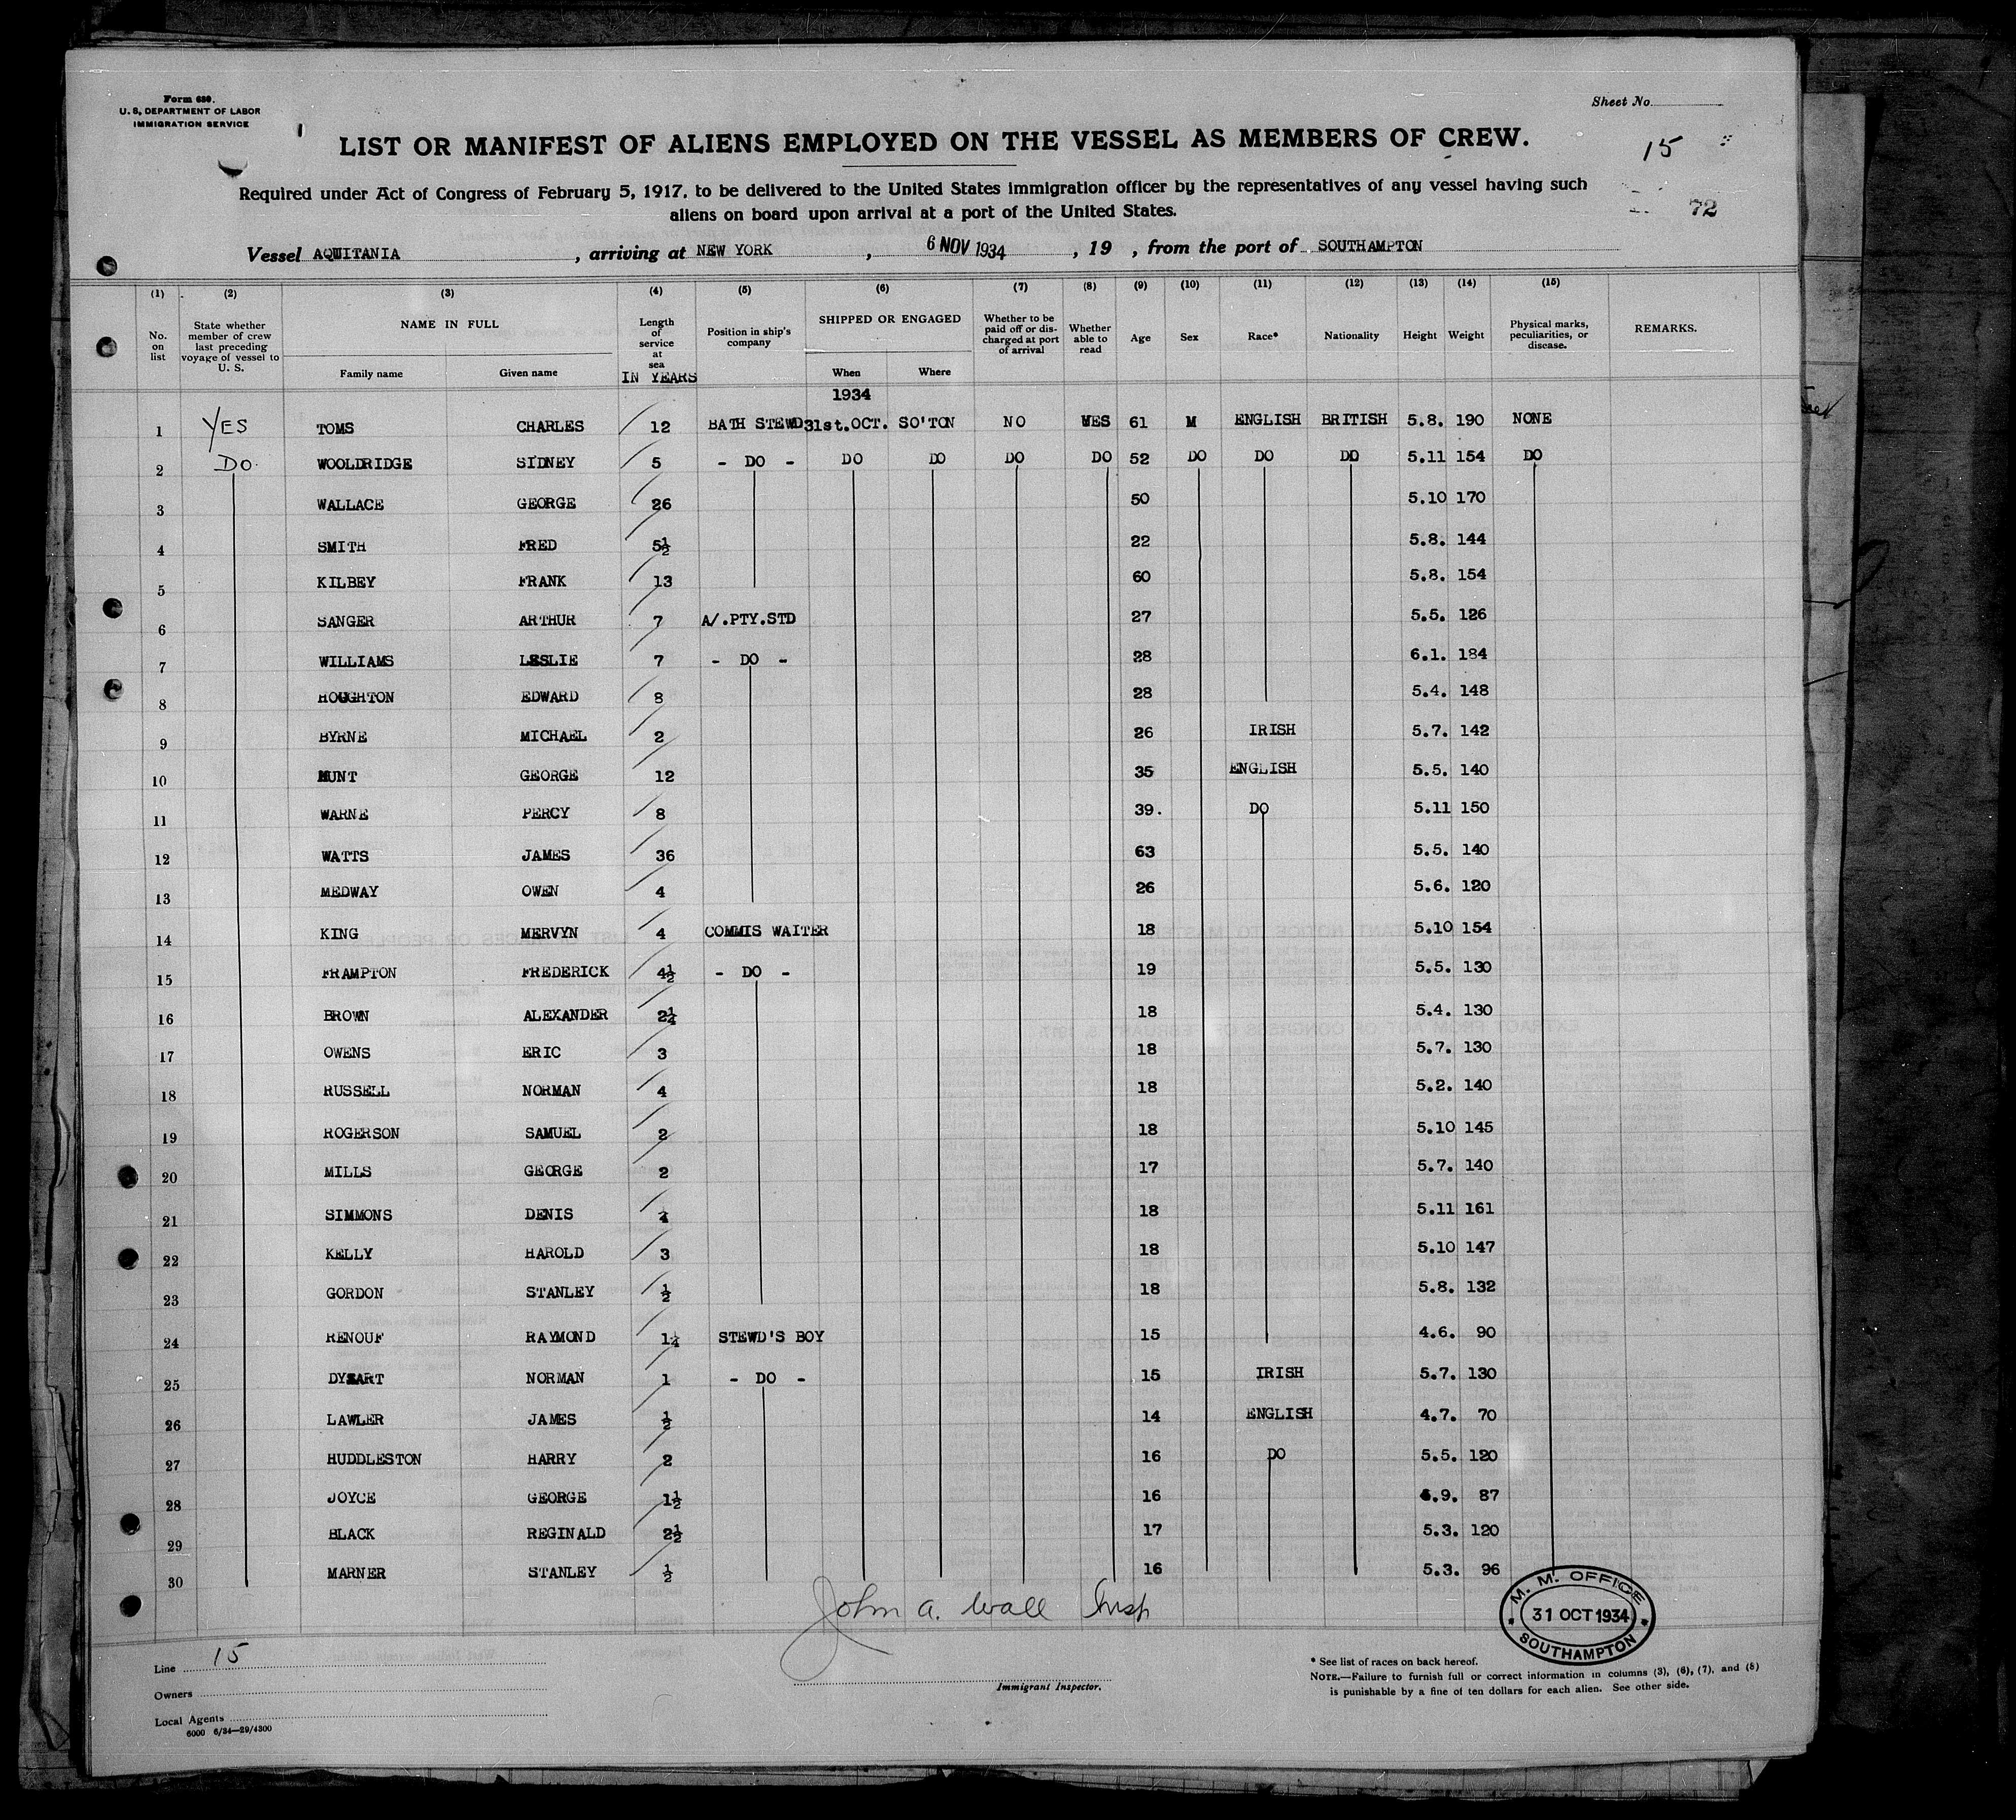 Form 680.
U. S. DEPARTMENT OF LABOR
IMMIGRATION SERVICE
Sheet No.
LIST OR MANIFEST OF ALIENS EMPLOYED ON THE VESSEL AS MEMBERS OF CREW.
15
Required under Act of Congress of February 5, 1917, to be delivered to the United States immigration officer by the representatives of any vessel having such
aliens on board upon arrival at a port of the United States.
72
Vessel AQUITANIA, arriving at NEW YORK, 6 NOV 1934, 19 , from the port of SOUTHAMPTON
(1) (2) (3) (4) (5) (6) (7) (8) (9) (10) (11) (12) (13) (14) (15)
No. on list
State whether member of crew last preceding voyage of vessel to U. S.
NAME IN FULL
Family name Given name
Length of service at sea
IN YEARS
Position in ship's company
SHIPPED OR ENGAGED
When Where
Whether to be paid off or discharged at port of arrival
Whether able to read
Age Sex Race* Nationality Height Weight
Physical marks, peculiarities, or disease.
REMARKS.
1934
1 YES TOMS CHARLES 12 BATH STEWD 31st.OCT. SO'TON NO YES 61 M ENGLISH BRITISH 5.8. 190 NONE
2 DO. WOOLDRIDGE SIDNEY 5 - DO - DO DO DO DO 52 DO DO DO 5.11 154 DO
3 WALLACE GEORGE 26 50 5.10 170
4 SMITH FRED 5½ 22 5.8. 144
5 KILBEY FRANK 13 60 5.8. 154
6 SANGER ARTHUR 7 A/.PTY.STD 27 5.5. 126
7 WILLIAMS LESLIE 7 - DO - 28 6.1. 184
8 HOUGHTON EDWARD 8 28 5.4. 148
9 BYRNE MICHAEL 2 26 IRISH 5.7. 142
10 HUNT GEORGE 12 35 ENGLISH 5.5. 140
11 WARNE PERCY 8 39. DO 5.11 150
12 WATTS JAMES 36 63 5.5. 140
13 MEDWAY OWEN 4 26 5.6. 120
14 KING MERVYN 4 COMMIS WAITER 18 5.10 154
15 FRAMPTON FREDERICK 4½ - DO - 19 5.5. 130
16 BROWN ALEXANDER 2¼ 18 5.4. 130
17 OWENS ERIC 3 18 5.7. 130
18 RUSSELL NORMAN 4 18 5.2. 140
19 ROGERSON SAMUEL 2 18 5.10 145
20 MILLS GEORGE 2 17 5.7. 140
21 SIMMONS DENIS 18 5.11 161
22 KELLY HAROLD 3 18 5.10 147
23 GORDON STANLEY ½ 18 5.8. 132
24 RENOUF RAYMOND 1¼ STEWD'S BOY 15 4.6. 90
25 DYSART NORMAN 1 - DO - 15 IRISH 5.7. 130
26 LAWLER JAMES ½ 14 ENGLISH 4.7. 70
27 HUDDLESTON HARRY 2 16 DO 5.5. 120
28 JOYCE GEORGE 1½ 16 4.9. 87
29 BLACK REGINALD 2½ 17 5.3. 120
30 MARNER STANLEY ½ 16 5.3. 96
John A. Wall Insp
M. M. OFFICE
31 OCT 1934
SOUTHAMPTON
Line 15
Owners
Local Agents
6000 6/34—29/4300
Immigrant Inspector.
* See list of races on back hereof.
NOTE.—Failure to furnish full or correct information in columns (3), (6), (7), and (8)
is punishable by a fine of ten dollars for each alien. See other side.